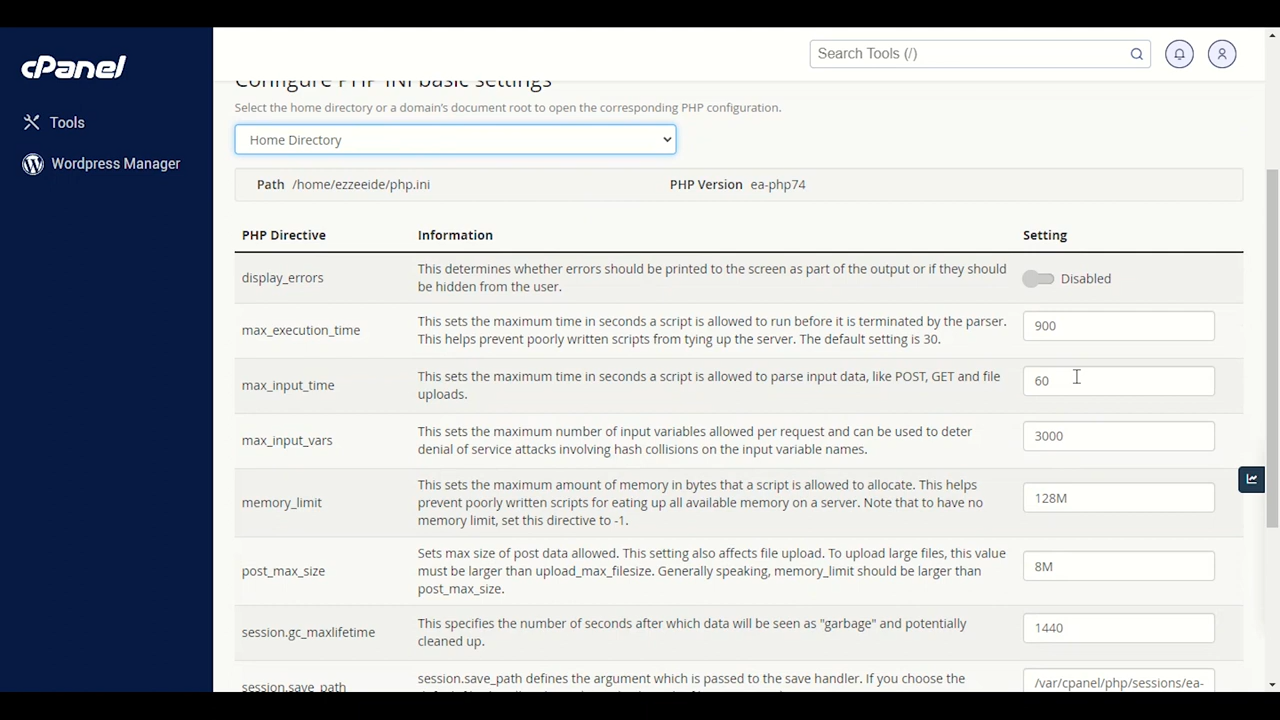 cPanel
Search Tools (/)
Tools
Wordpress Manager
Configure PHP INI basic settings
Select the home directory or a domain's document root to open the corresponding PHP configuration.
Home Directory
Path /home/ezzeeide/php.ini PHP Version ea-php74
PHP Directive Information Setting
display_errors
This determines whether errors should be printed to the screen as part of the output or if they should
be hidden from the user.
Disabled
max_execution_time
This sets the maximum time in seconds a script is allowed to run before it is terminated by the parser.
This helps prevent poorly written scripts from tying up the server. The default setting is 30.
900
max_input_time
This sets the maximum time in seconds a script is allowed to parse input data, like POST, GET and file
uploads.
60
max_input_vars
This sets the maximum number of input variables allowed per request and can be used to deter
denial of service attacks involving hash collisions on the input variable names.
3000
memory_limit
This sets the maximum amount of memory in bytes that a script is allowed to allocate. This helps
prevent poorly written scripts for eating up all available memory on a server. Note that to have no
memory limit, set this directive to -1.
128M
post_max_size
Sets max size of post data allowed. This setting also affects file upload. To upload large files, this value
must be larger than upload_max_filesize. Generally speaking, memory_limit should be larger than
post_max_size.
8M
session.gc_maxlifetime
This specifies the number of seconds after which data will be seen as "garbage" and potentially
cleaned up.
1440
session.save_path
session.save_path defines the argument which is passed to the save handler. If you choose the
/var/cpanel/php/sessions/ea-